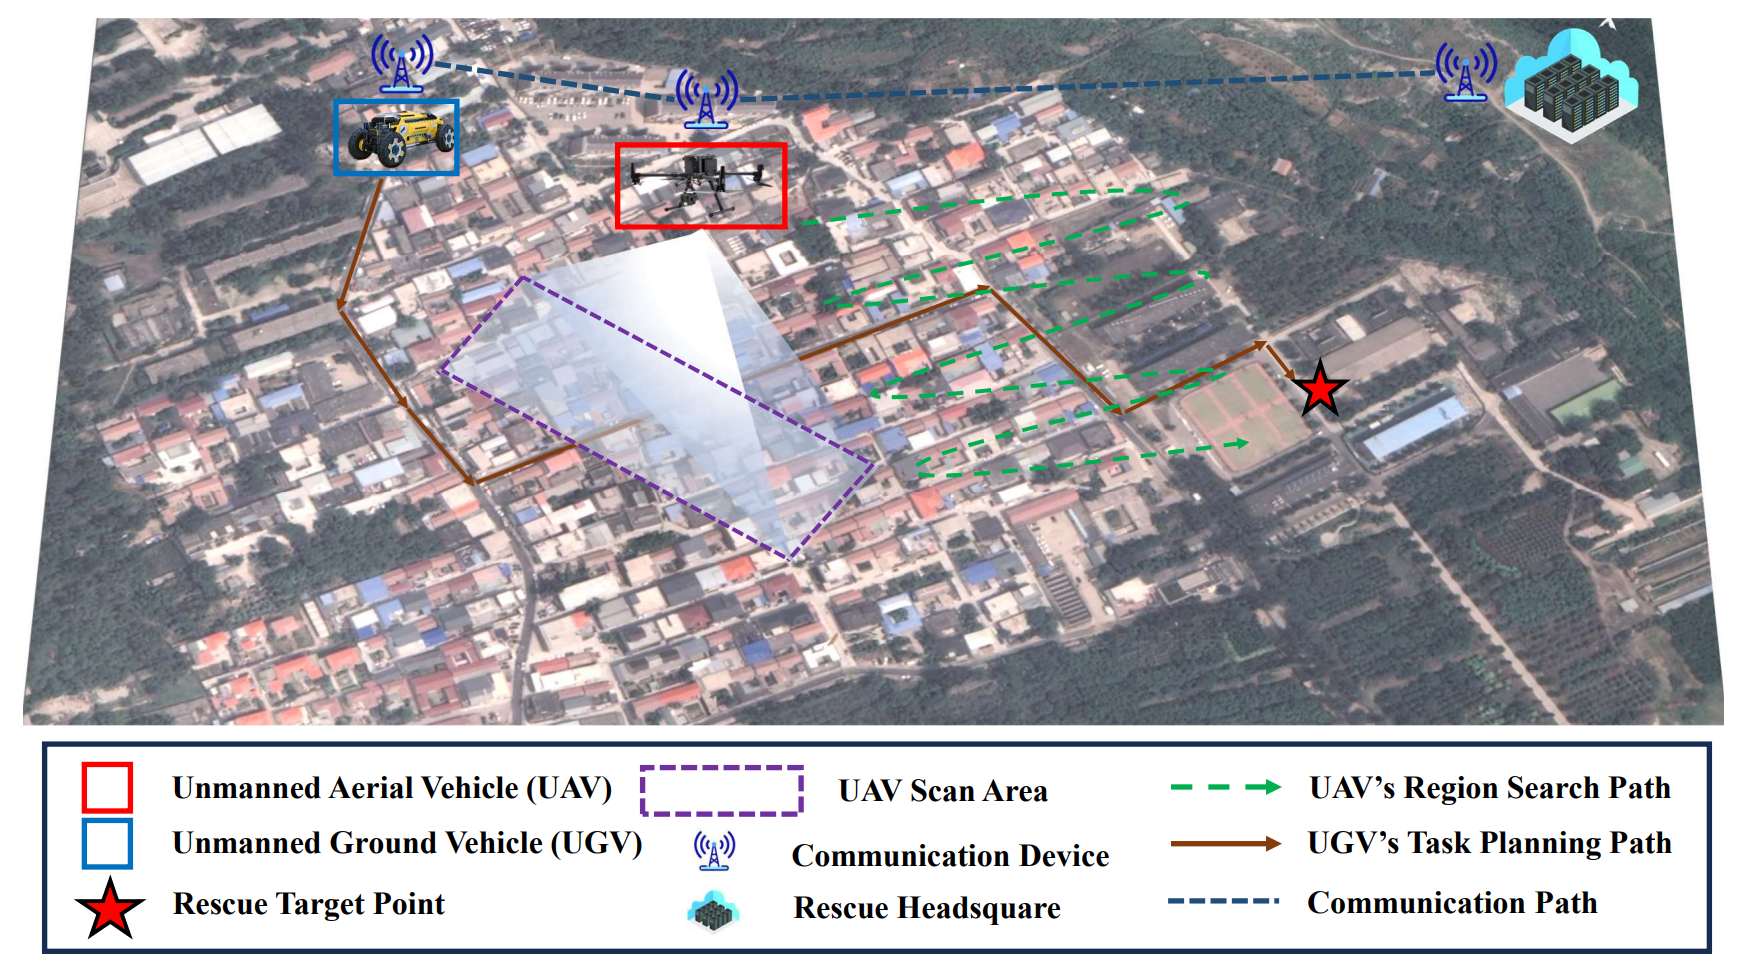 Unmanned Aerial Vehicle (UAV)
Unmanned Ground Vehicle (UGV)
Rescue Target Point
UAV Scan Area
Communication Device
Rescue Headsquare
UAV's Region Search Path
UGV's Task Planning Path
Communication Path